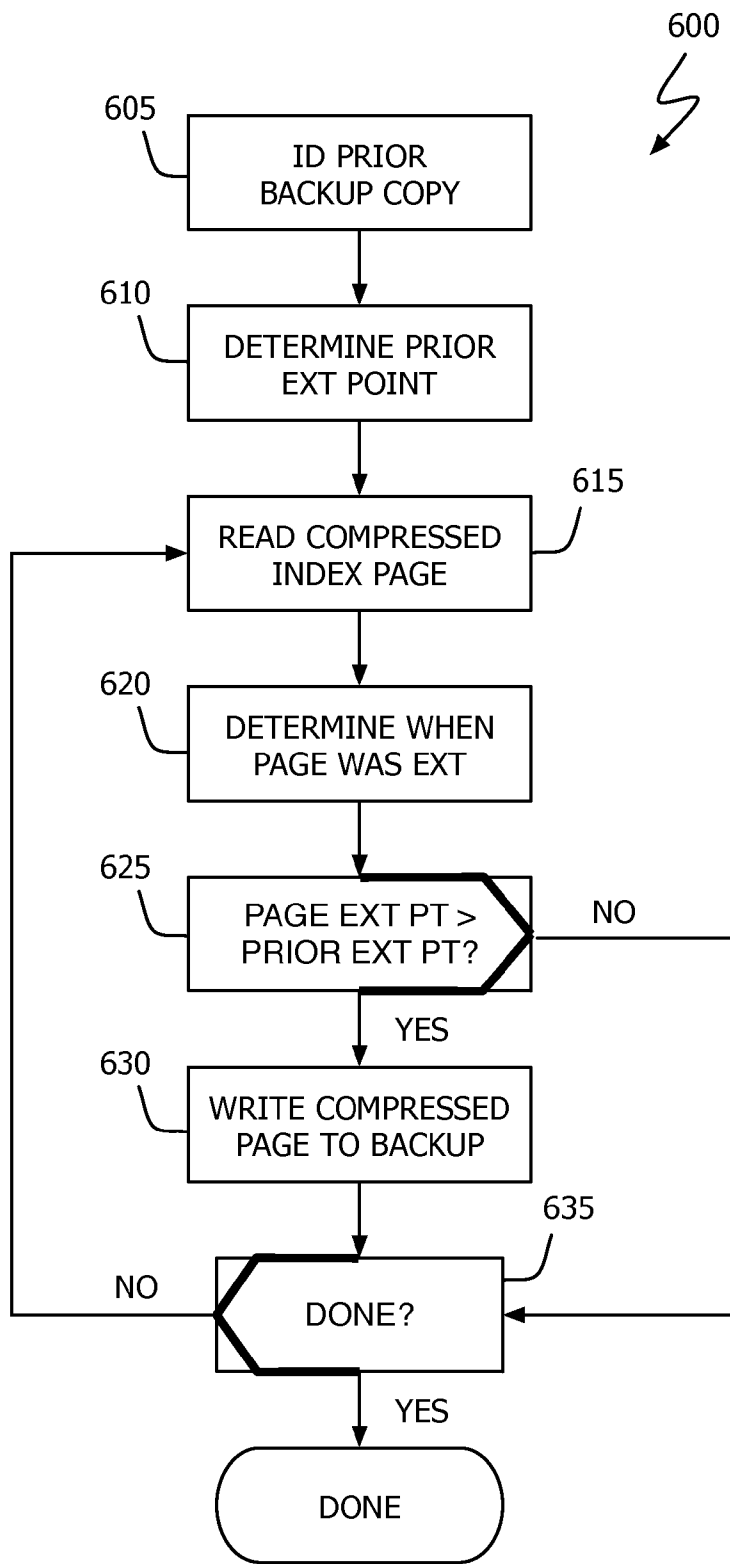 600
605
ID PRIOR
BACKUP COPY
610
DETERMINE PRIOR
EXT POINT
615
READ COMPRESSED
INDEX PAGE
620
DETERMINE WHEN
PAGE WAS EXT
625
PAGE EXT PT >
PRIOR EXT PT?
NO
YES
630
WRITE COMPRESSED
PAGE TO BACKUP
635
NO
DONE?
YES
DONE